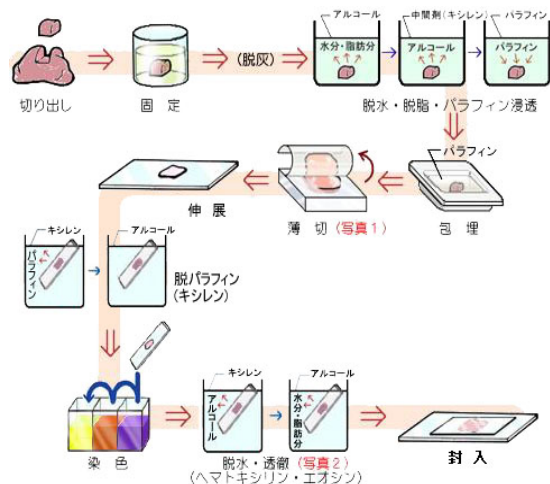 アルコール
中間剤(キシレン)
パラフィン
水分・脂肪分
アルコール
パラフィン
(脱灰)
切り出し
固 定
脱水・脱脂・パラフィン浸透
パラフィン
伸 展
薄 切(写真1)
包 埋
キシレン
アルコール
パラフィン
脱パラフィン
(キシレン)
キシレン
アルコール
アルコール
水分・脂肪分
染 色
脱水・透徹(写真2)
(ヘマトキシリン・エオシン)
封 入